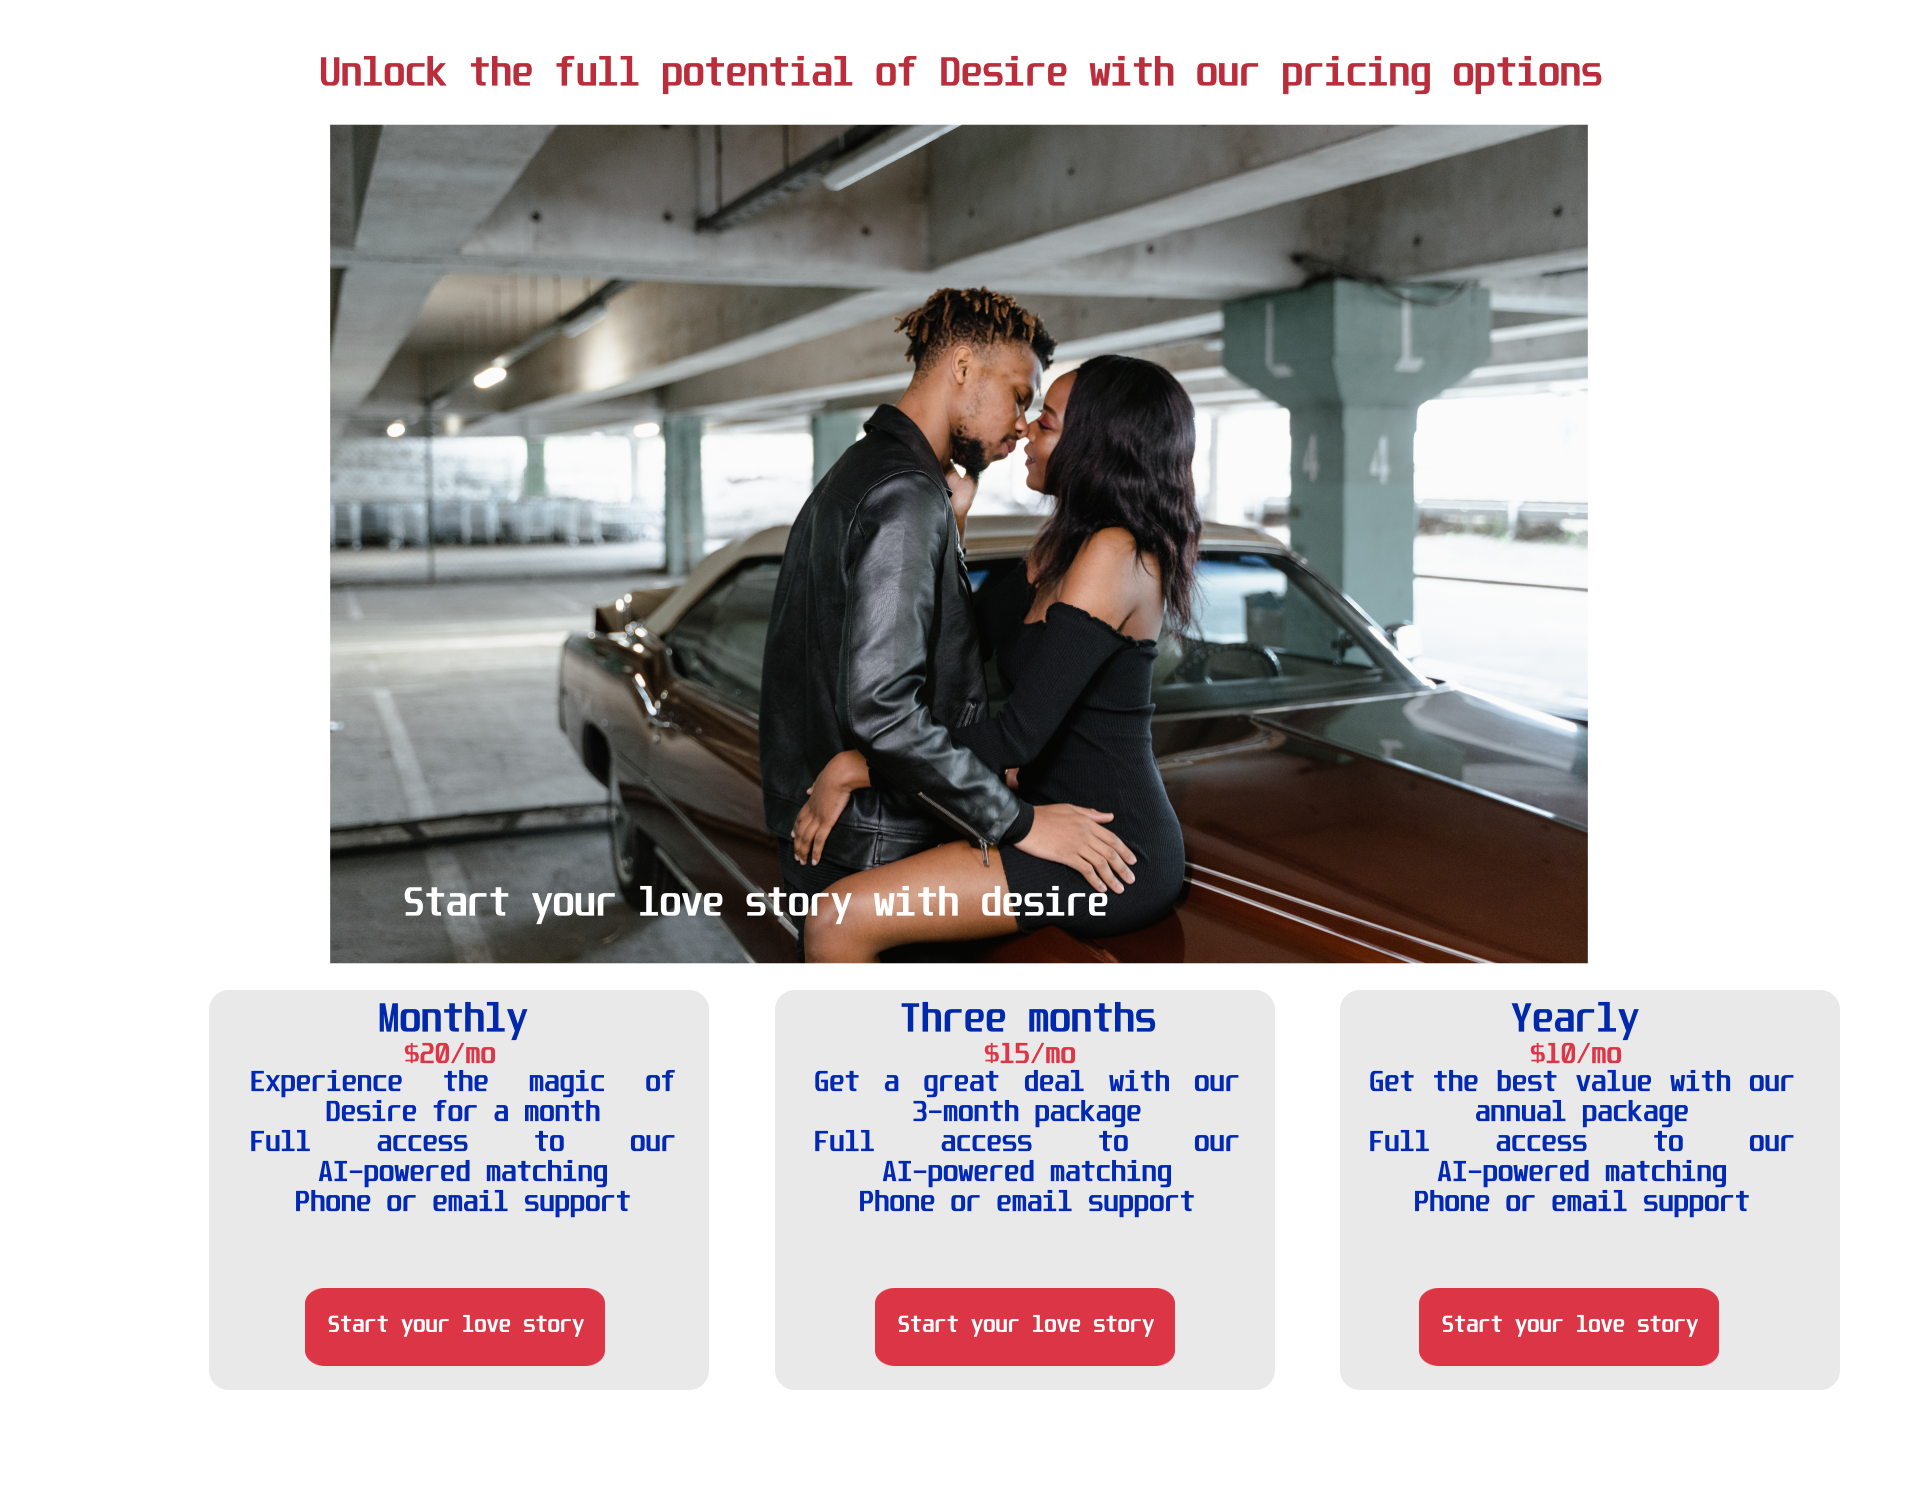 Unlock the full potential of Desire with our pricing options
L L
4 4
Start your love story with desire
Monthly
$20/mo
Experience the magic of
Desire for a month
Full access to our
AI-powered matching
Phone or email support
Start your love story
Three months
$15/mo
Get a great deal with our
3-month package
Full access to our
AI-powered matching
Phone or email support
Start your love story
Yearly
$10/mo
Get the best value with our
annual package
Full access to our
AI-powered matching
Phone or email support
Start your love story